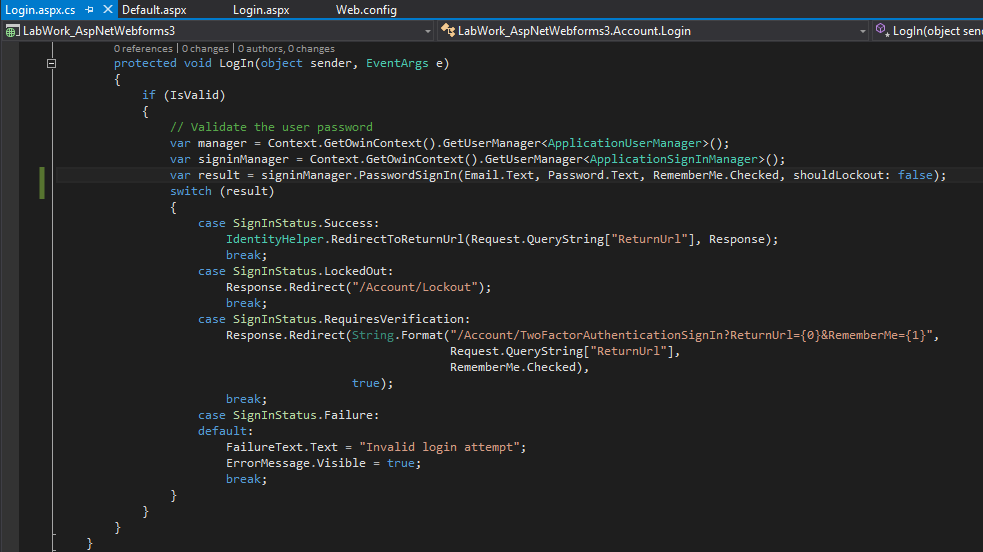 Login.aspx.cs Default.aspx Login.aspx Web.config
LabWork_AspNetWebforms3 LabWork_AspNetWebforms3.Account.Login LogIn(object sen
0 references | 0 changes | 0 authors, 0 changes
protected void LogIn(object sender, EventArgs e)
{
if (IsValid)
{
// Validate the user password
var manager = Context.GetOwinContext().GetUserManager<ApplicationUserManager>();
var signinManager = Context.GetOwinContext().GetUserManager<ApplicationSignInManager>();
var result = signinManager.PasswordSignIn(Email.Text, Password.Text, RememberMe.Checked, shouldLockout: false);
switch (result)
{
case SignInStatus.Success:
IdentityHelper.RedirectToReturnUrl(Request.QueryString["ReturnUrl"], Response);
break;
case SignInStatus.LockedOut:
Response.Redirect("/Account/Lockout");
break;
case SignInStatus.RequiresVerification:
Response.Redirect(String.Format("/Account/TwoFactorAuthenticationSignIn?ReturnUrl={0}&RememberMe={1}",
Request.QueryString["ReturnUrl"],
RememberMe.Checked),
true);
break;
case SignInStatus.Failure:
default:
FailureText.Text = "Invalid login attempt";
ErrorMessage.Visible = true;
break;
}
}
}
}